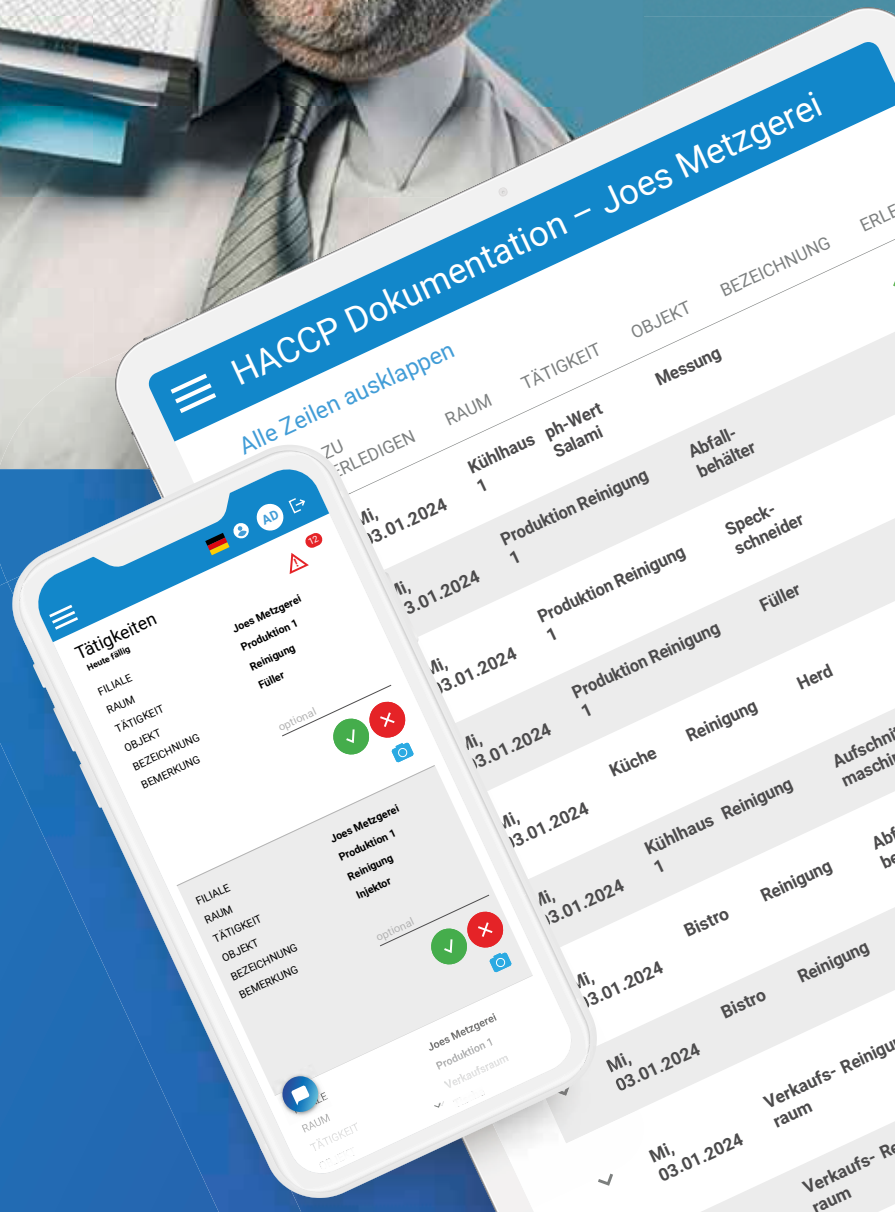 HACCP Dokumentation – Joes Metzgerei
Alle Zeilen ausklappen
ZU
ERLEDIGEN RAUM TÄTIGKEIT OBJEKT BEZEICHNUNG
Mi,
03.01.2024 Kühlhaus
1 ph-Wert
Salami Messung
Mi,
03.01.2024 Produktion
1 Reinigung Abfall-
behälter
Mi,
03.01.2024 Produktion
1 Reinigung Speck-
schneider
Mi,
03.01.2024 Produktion
1 Reinigung Füller
Mi,
03.01.2024 Küche Reinigung Herd
Mi,
03.01.2024 Kühlhaus
1 Reinigung
Mi,
03.01.2024 Bistro Reinigung
Mi,
03.01.2024 Bistro Reinigung
Mi,
03.01.2024 Verkaufs-
raum
Verkaufs-
raum
AD
12
Tätigkeiten
Heute fällig
FILIALE Joes Metzgerei
RAUM Produktion 1
TÄTIGKEIT Reinigung
OBJEKT Füller
BEZEICHNUNG
BEMERKUNG optional
FILIALE Joes Metzgerei
RAUM Produktion 1
TÄTIGKEIT Reinigung
OBJEKT Injektor
BEZEICHNUNG
BEMERKUNG optional
Joes Metzgerei
RAUM Produktion 1
TÄTIGKEIT Verkaufsraum